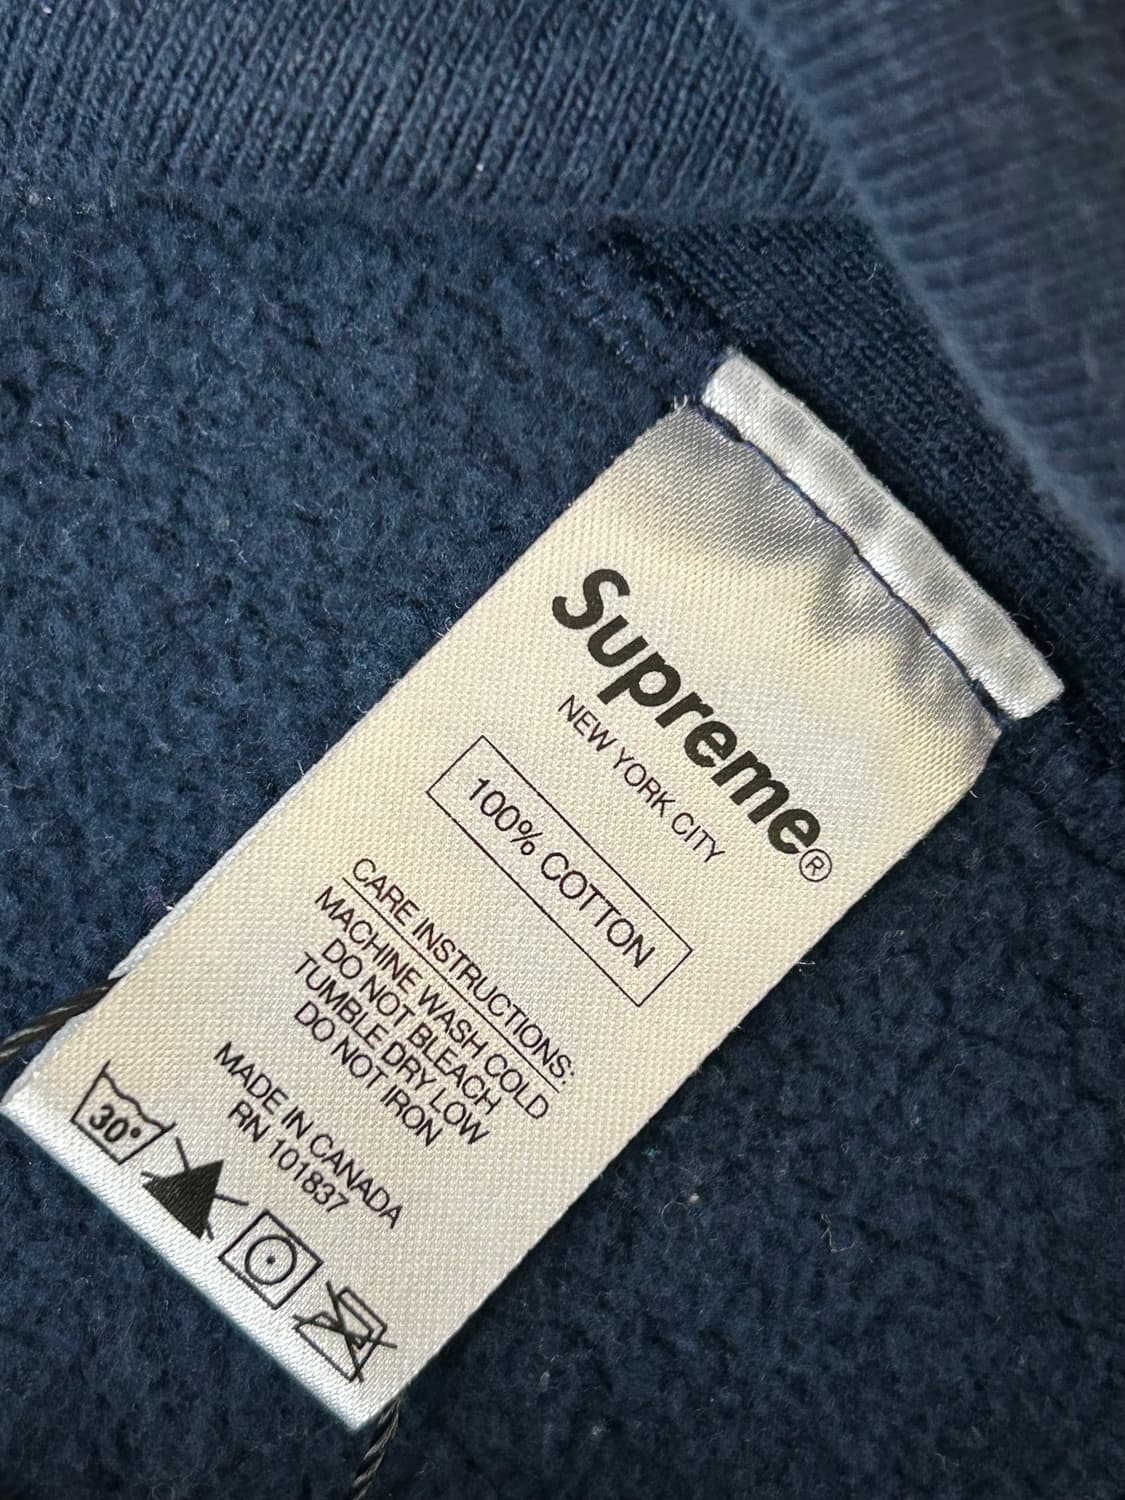 Supreme®
NEW YORK CITY
100% COTTON
CARE INSTRUCTIONS:
MACHINE WASH COLD
DO NOT BLEACH
TUMBLE DRY LOW
DO NOT IRON
MADE IN CANADA
RN 101837
30°